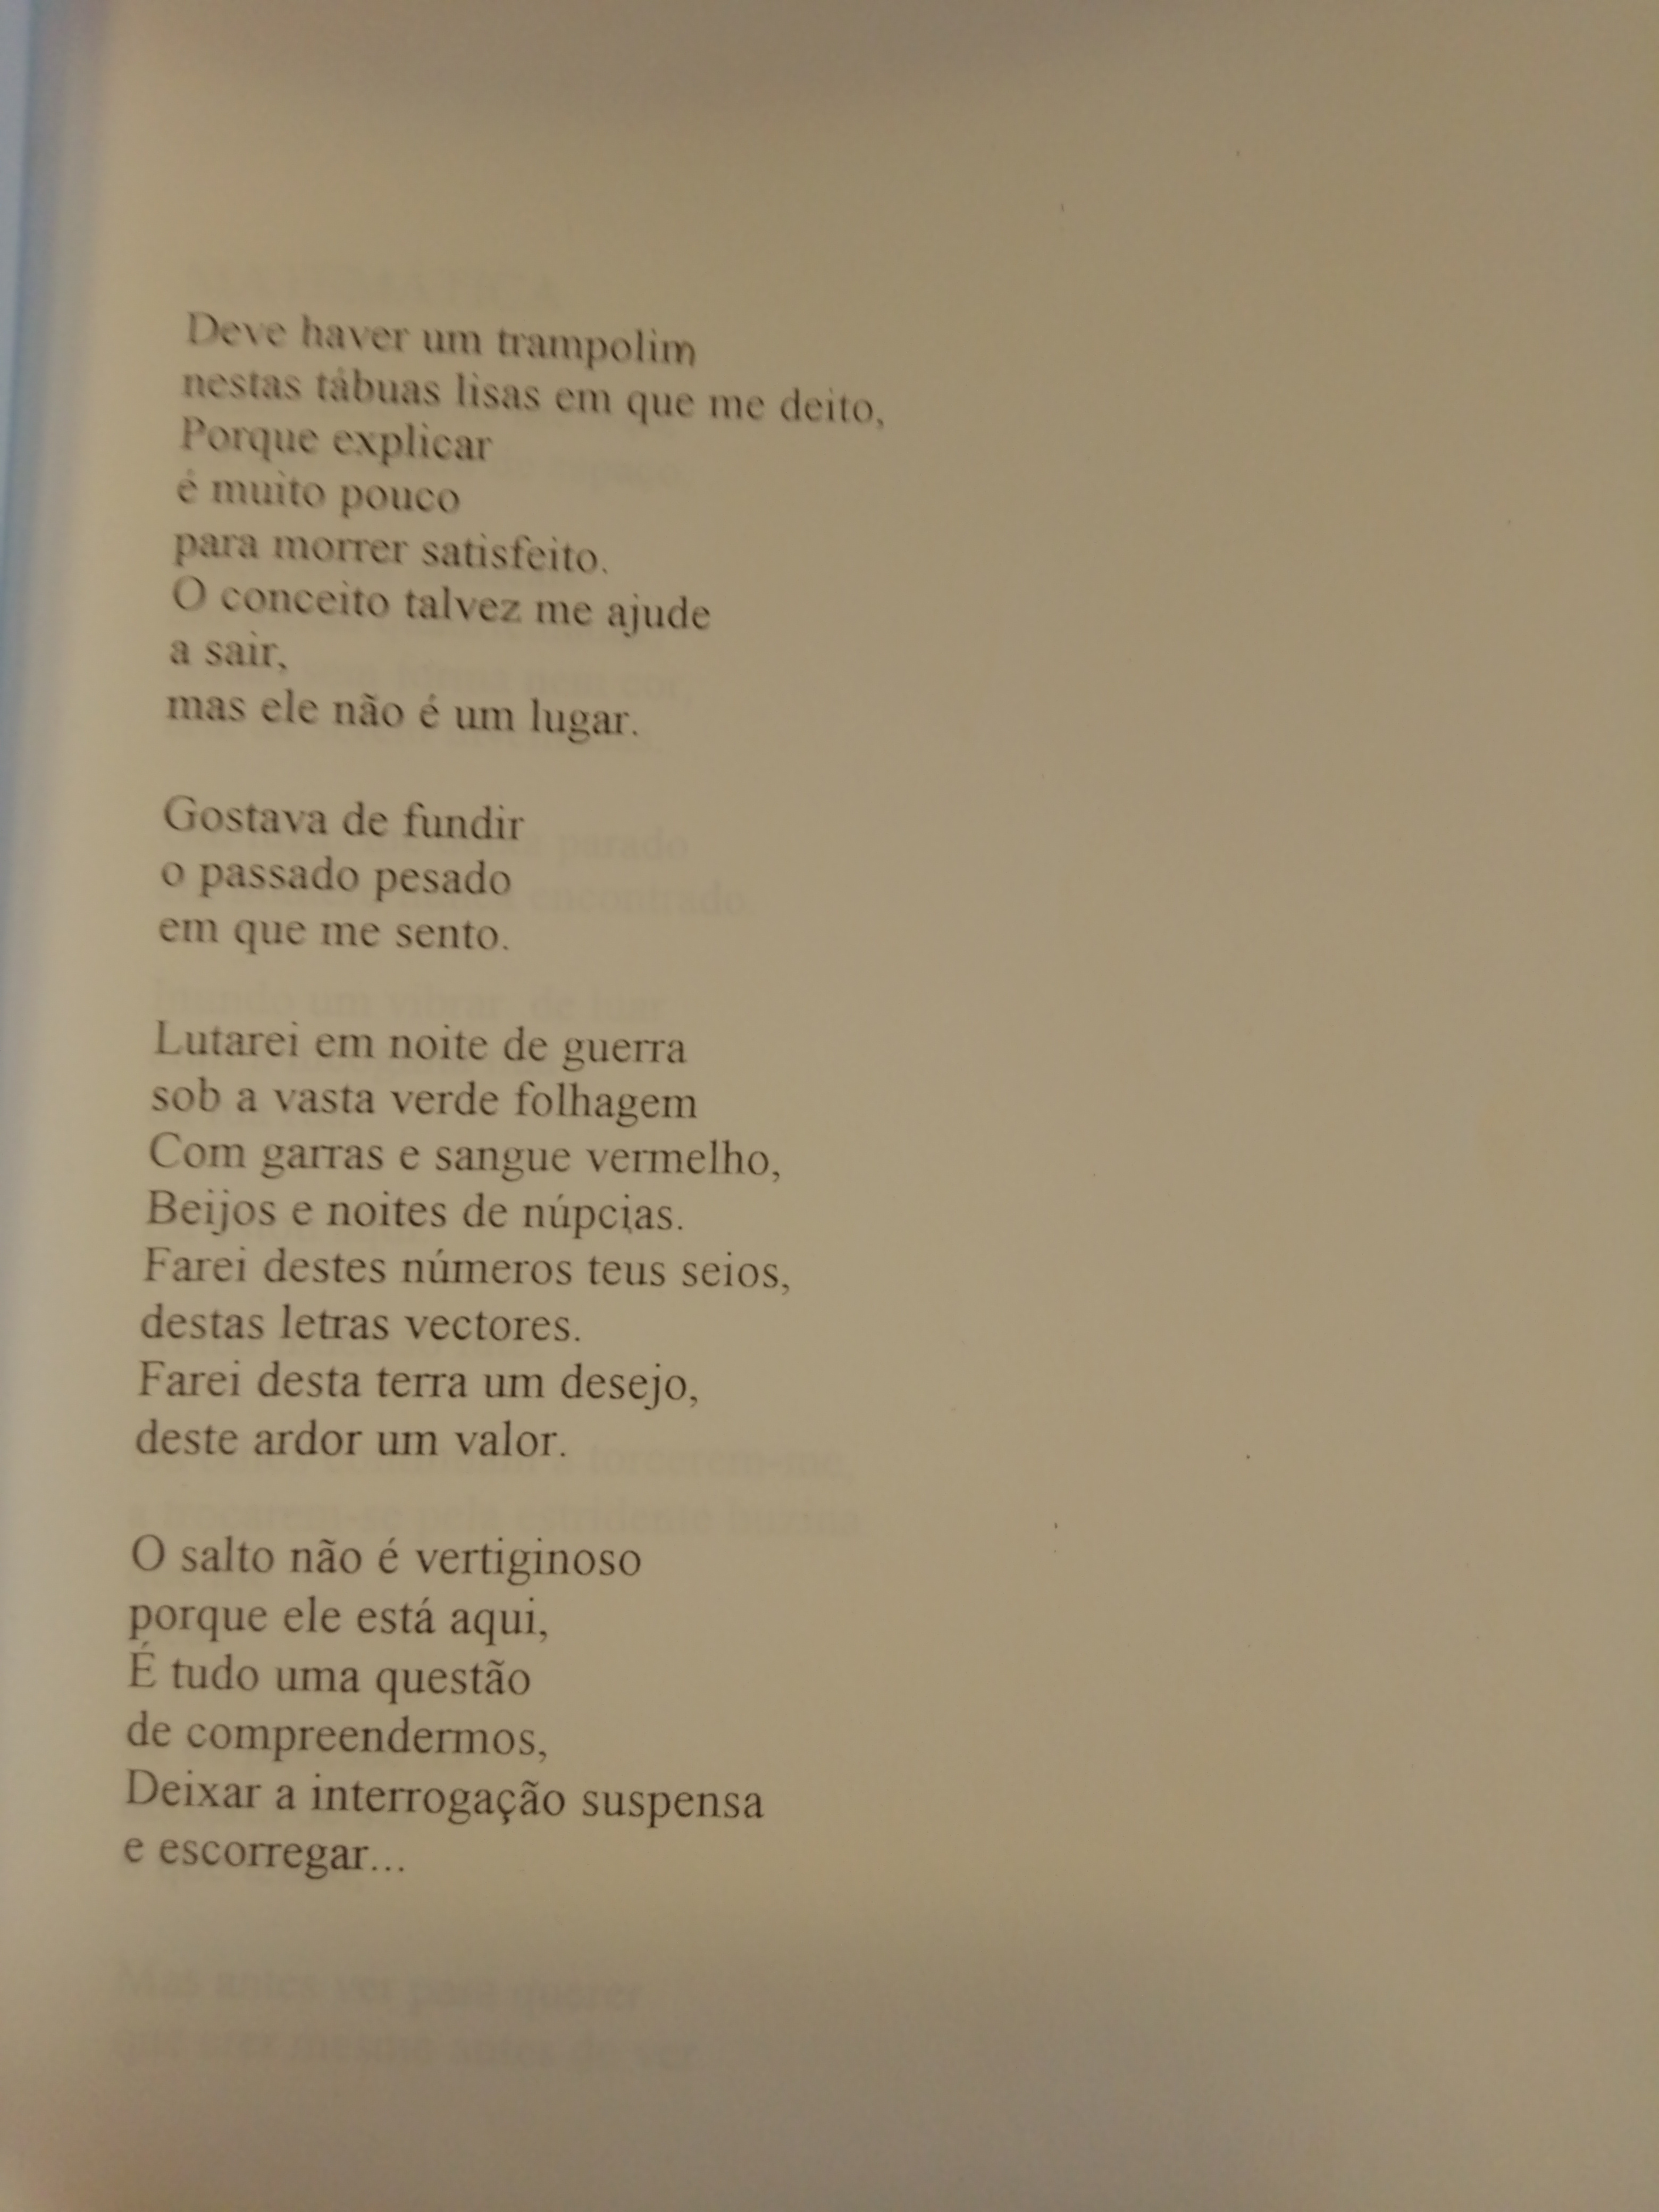 Deve haver um trampolim
nestas tábuas lisas em que me deito,
Porque explicar
é muito pouco
para morrer satisfeito.
O conceito talvez me ajude
a sair,
mas ele não é um lugar.
Gostava de fundir
o passado pesado
em que me sento.
Lutarei em noite de guerra
sob a vasta verde folhagem
Com garras e sangue vermelho,
Beijos e noites de núpcias.
Farei destes números teus seios,
destas letras vectores.
Farei desta terra um desejo,
deste ardor um valor.
O salto não é vertiginoso
porque ele está aqui,
É tudo uma questão
de compreendermos,
Deixar a interrogação suspensa
e escorregar...